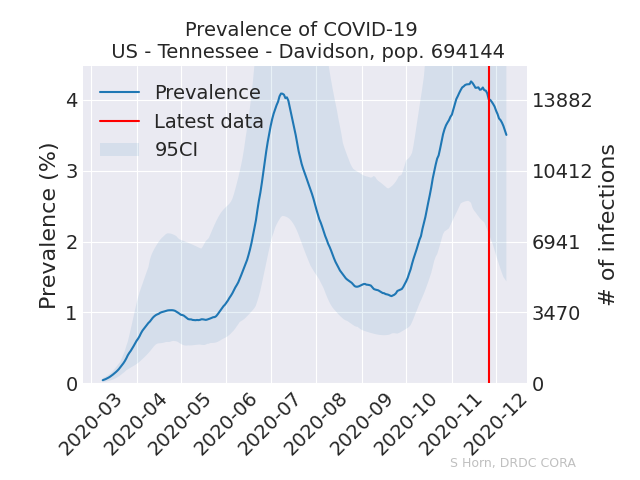 Prevalence of COVID-19
US - Tennessee - Davidson, pop. 694144
Prevalence
Latest data
95CI
Prevalence (%)
4
3
2
1
0
13882
10412
6941
3470
0
# of infections
2020-03
2020-04
2020-05
2020-06
2020-07
2020-08
2020-09
2020-10
2020-11
2020-12
S Horn, DRDC CORA